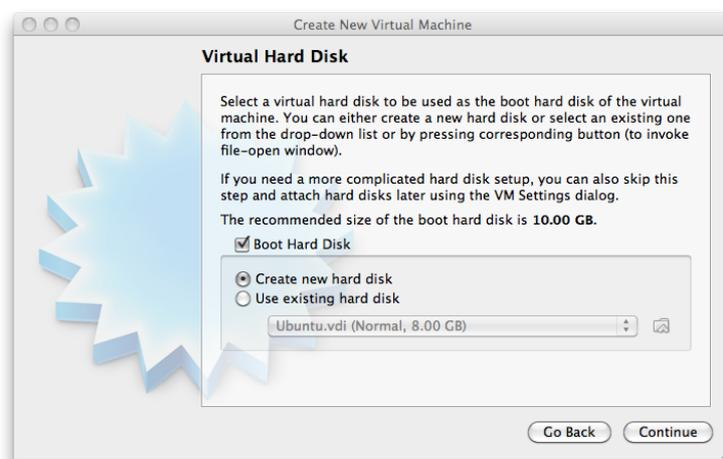 Create New Virtual Machine
Virtual Hard Disk
Select a virtual hard disk to be used as the boot hard disk of the virtual
machine. You can either create a new hard disk or select an existing one
from the drop-down list or by pressing corresponding button (to invoke
file-open window).
If you need a more complicated hard disk setup, you can also skip this
step and attach hard disks later using the VM Settings dialog.
The recommended size of the boot hard disk is 10.00 GB.
Boot Hard Disk
Create new hard disk
Use existing hard disk
Ubuntu.vdi (Normal, 8.00 GB)
Go Back
Continue